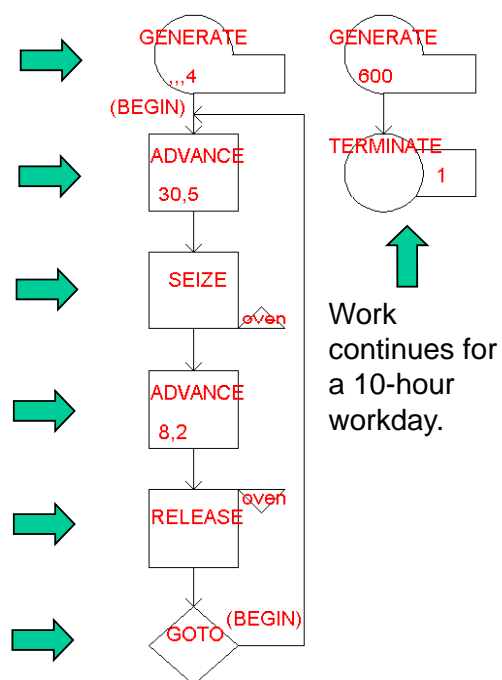 GENERATE
,,,4
(BEGIN)
ADVANCE
30,5
SEIZE
oven
ADVANCE
8,2
oven
RELEASE
(BEGIN)
GOTO
GENERATE
600
TERMINATE
1
Work
continues for
a 10-hour
workday.